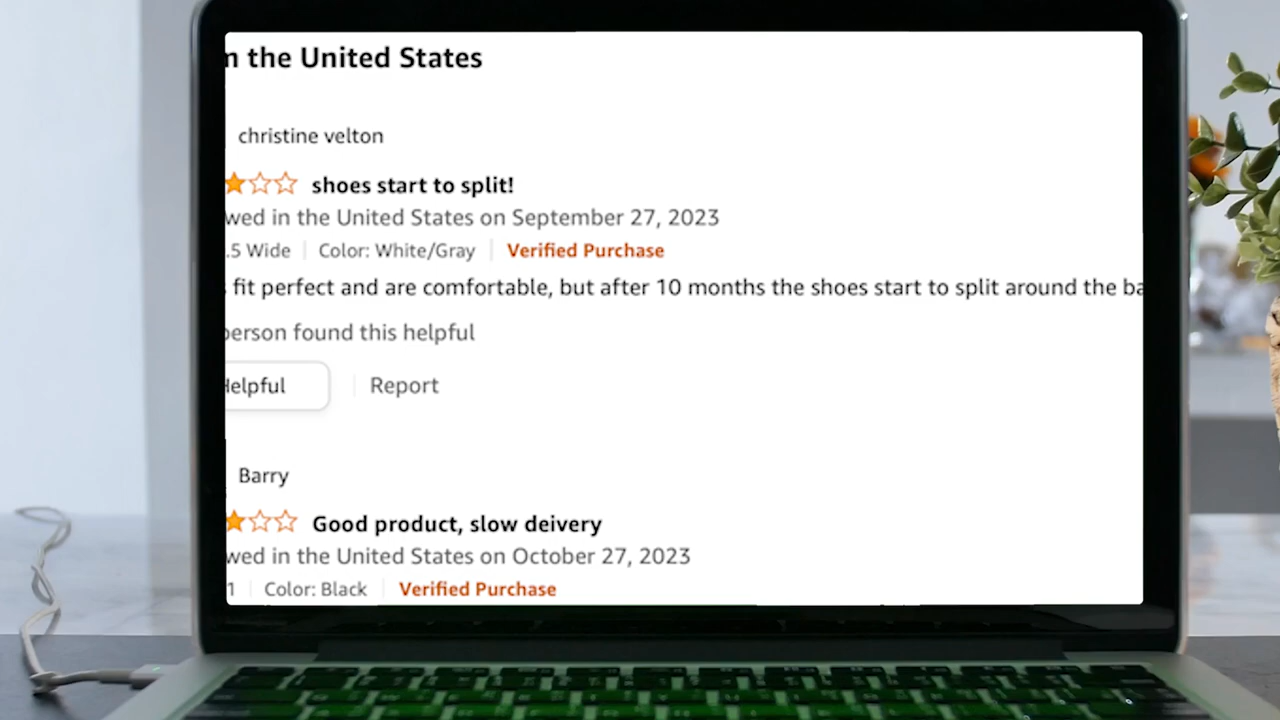 n the United States
christine velton
shoes start to split!
wed in the United States on September 27, 2023
.5 Wide | Color: White/Gray | Verified Purchase
fit perfect and are comfortable, but after 10 months the shoes start to split around the ba
person found this helpful
Helpful | Report
Barry
Good product, slow deivery
wed in the United States on October 27, 2023
1 | Color: Black | Verified Purchase